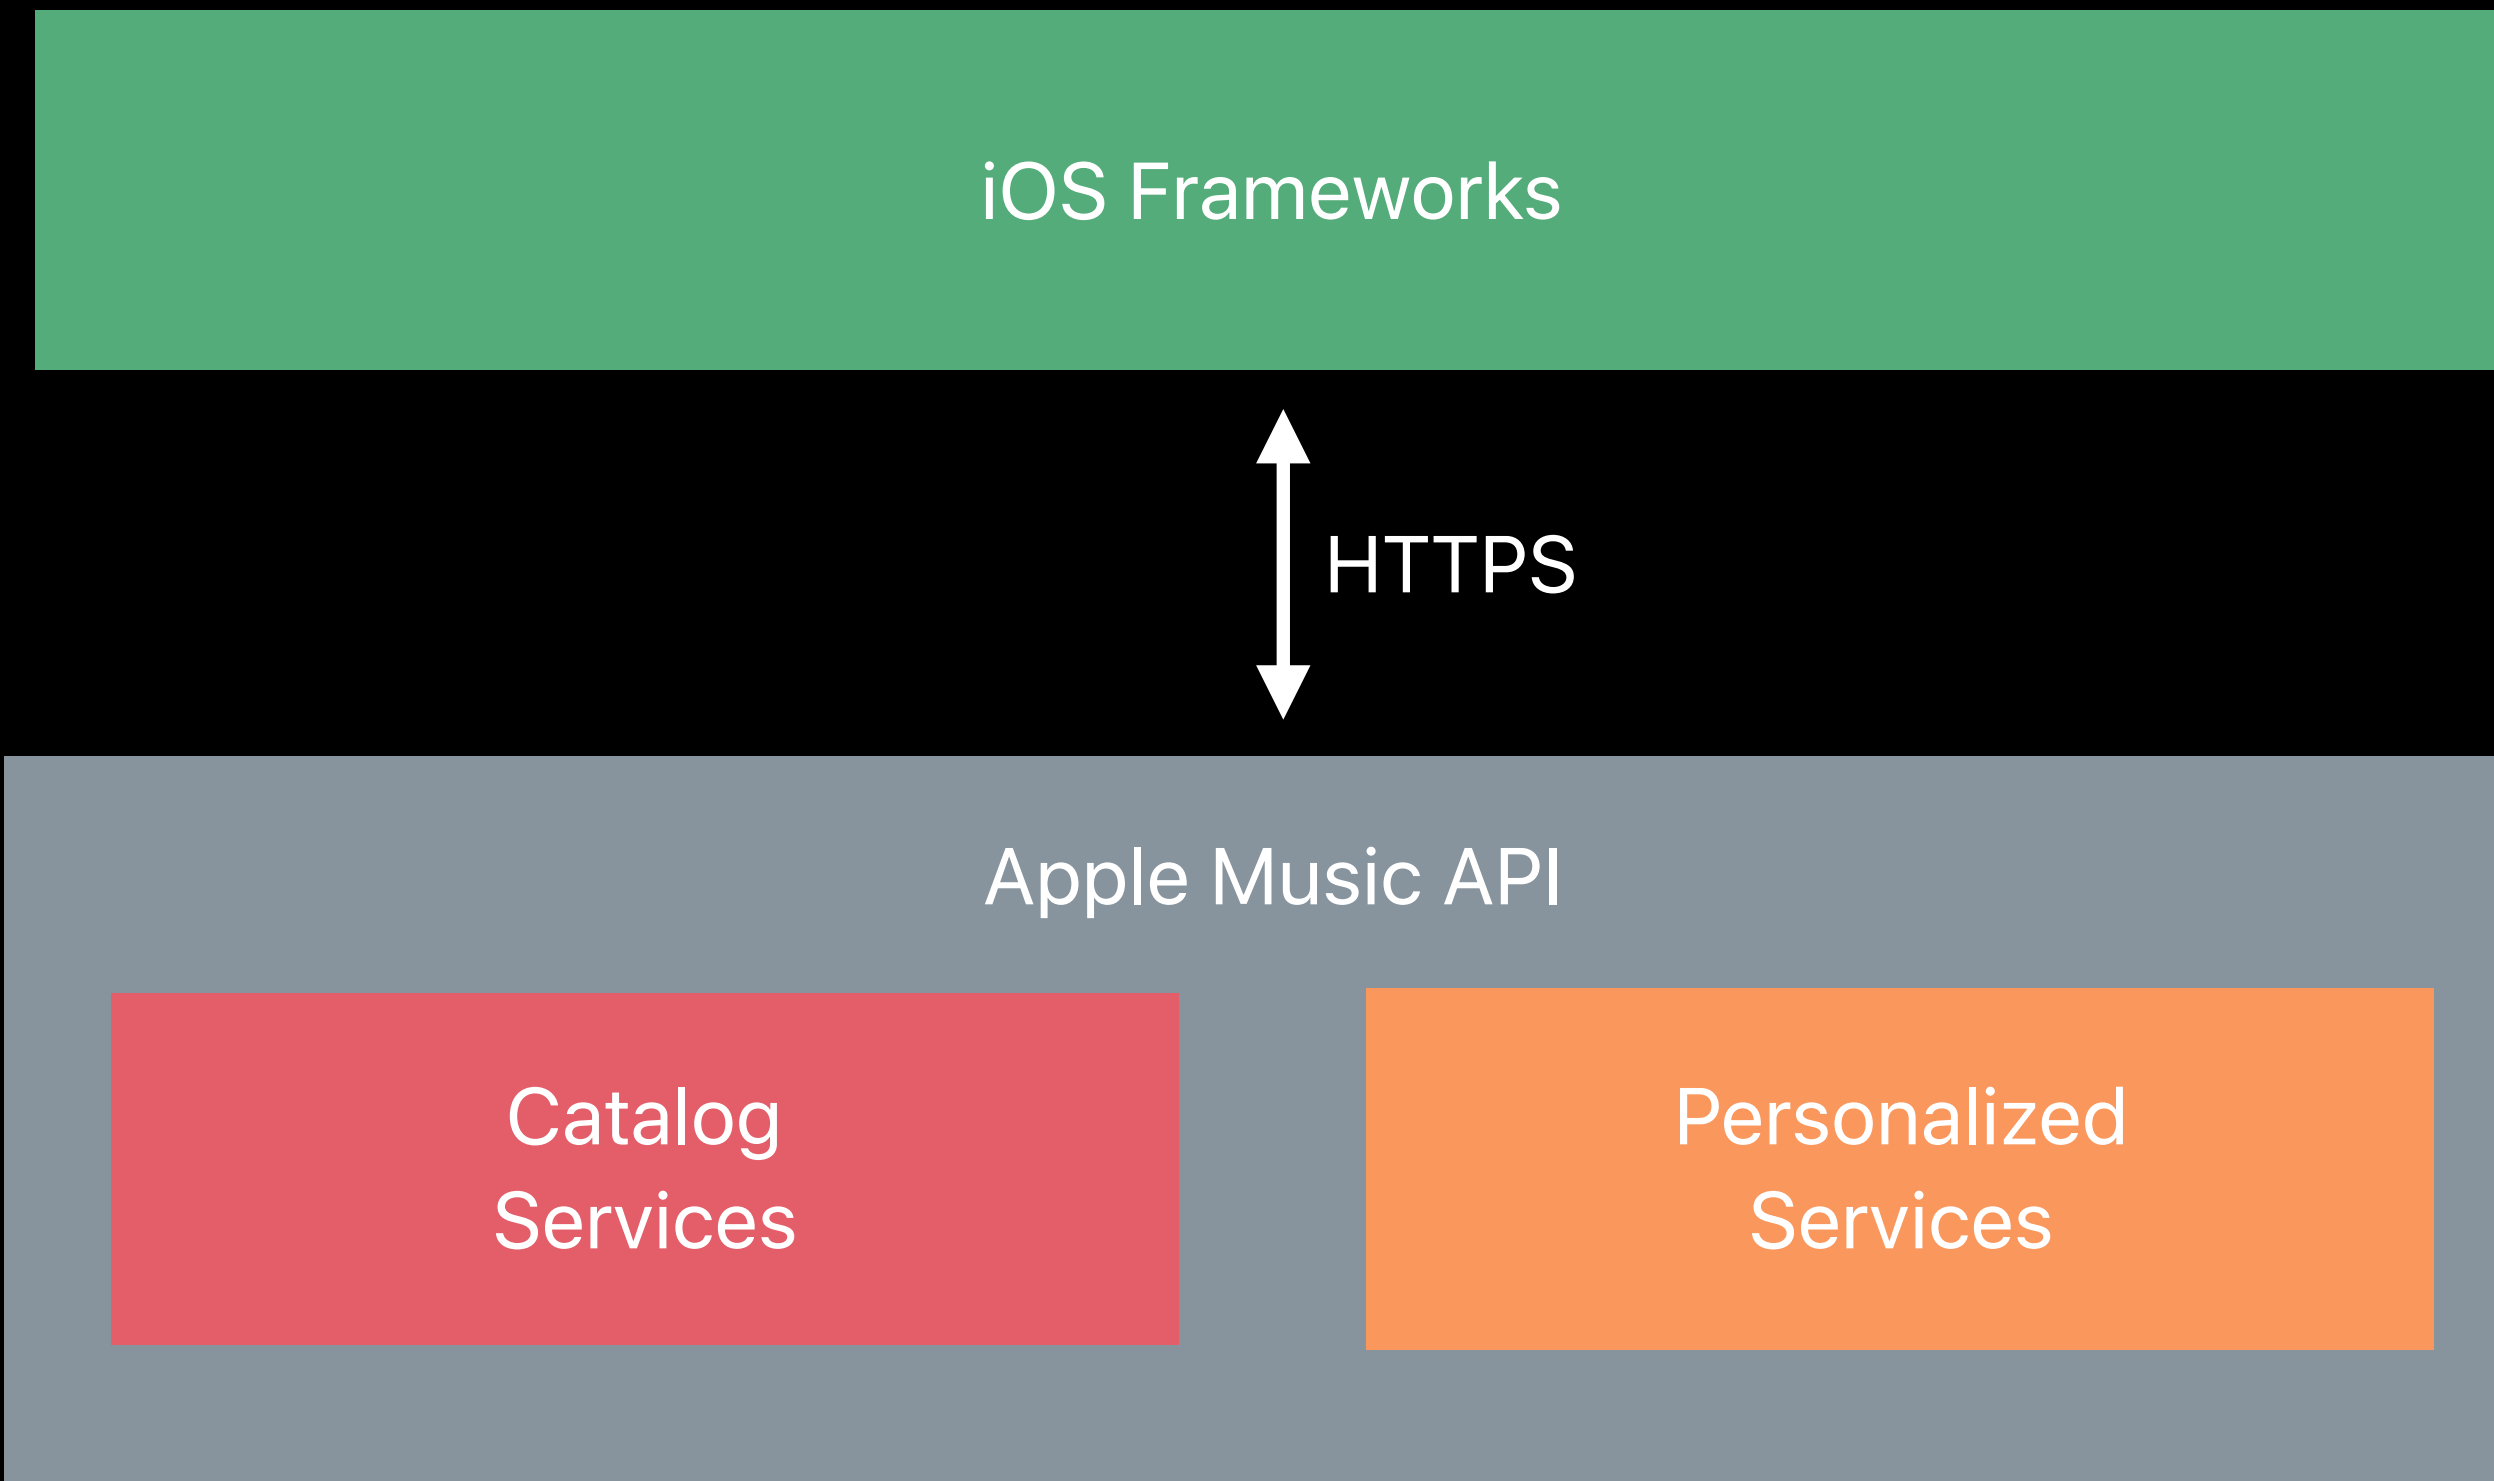 iOS Frameworks
HTTPS
Apple Music API
Catalog
Services
Personalized
Services